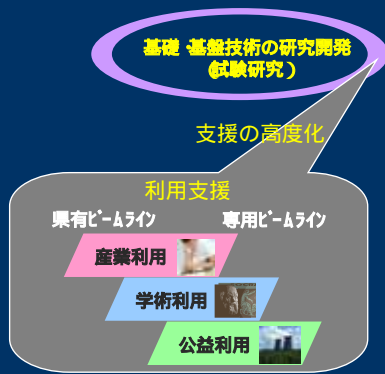 基礎・基盤技術の研究開発
(試験研究)
支援の高度化
利用支援
県有ﾋﾞｰﾑﾗｲﾝ 専用ﾋﾞｰﾑﾗｲﾝ
産業利用
学術利用
公益利用